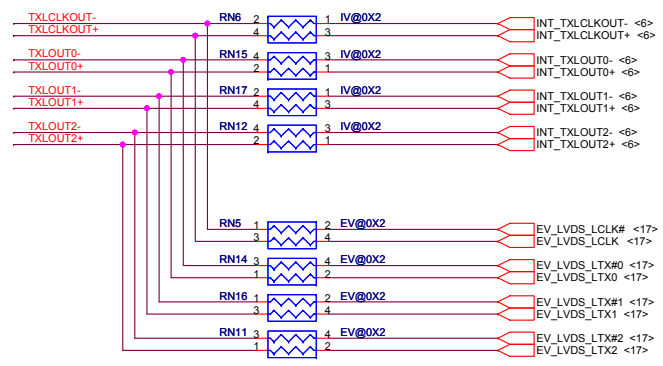 TXLCLKOUT- RN6 2 1 IV@0X2 INT_TXLCLKOUT- <6>
TXLCLKOUT+ 4 3 INT_TXLCLKOUT+ <6>
TXLOUT0- RN15 4 3 IV@0X2 INT_TXLOUT0- <6>
TXLOUT0+ 2 1 INT_TXLOUT0+ <6>
TXLOUT1- RN17 2 1 IV@0X2 INT_TXLOUT1- <6>
TXLOUT1+ 4 3 INT_TXLOUT1+ <6>
TXLOUT2- RN12 4 3 IV@0X2 INT_TXLOUT2- <6>
TXLOUT2+ 2 1 INT_TXLOUT2+ <6>
RN5 1 2 EV@0X2 EV_LVDS_LCLK# <17>
3 4 EV_LVDS_LCLK <17>
RN14 3 4 EV@0X2 EV_LVDS_LTX#0 <17>
1 2 EV_LVDS_LTX0 <17>
RN16 1 2 EV@0X2 EV_LVDS_LTX#1 <17>
3 4 EV_LVDS_LTX1 <17>
RN11 3 4 EV@0X2 EV_LVDS_LTX#2 <17>
1 2 EV_LVDS_LTX2 <17>